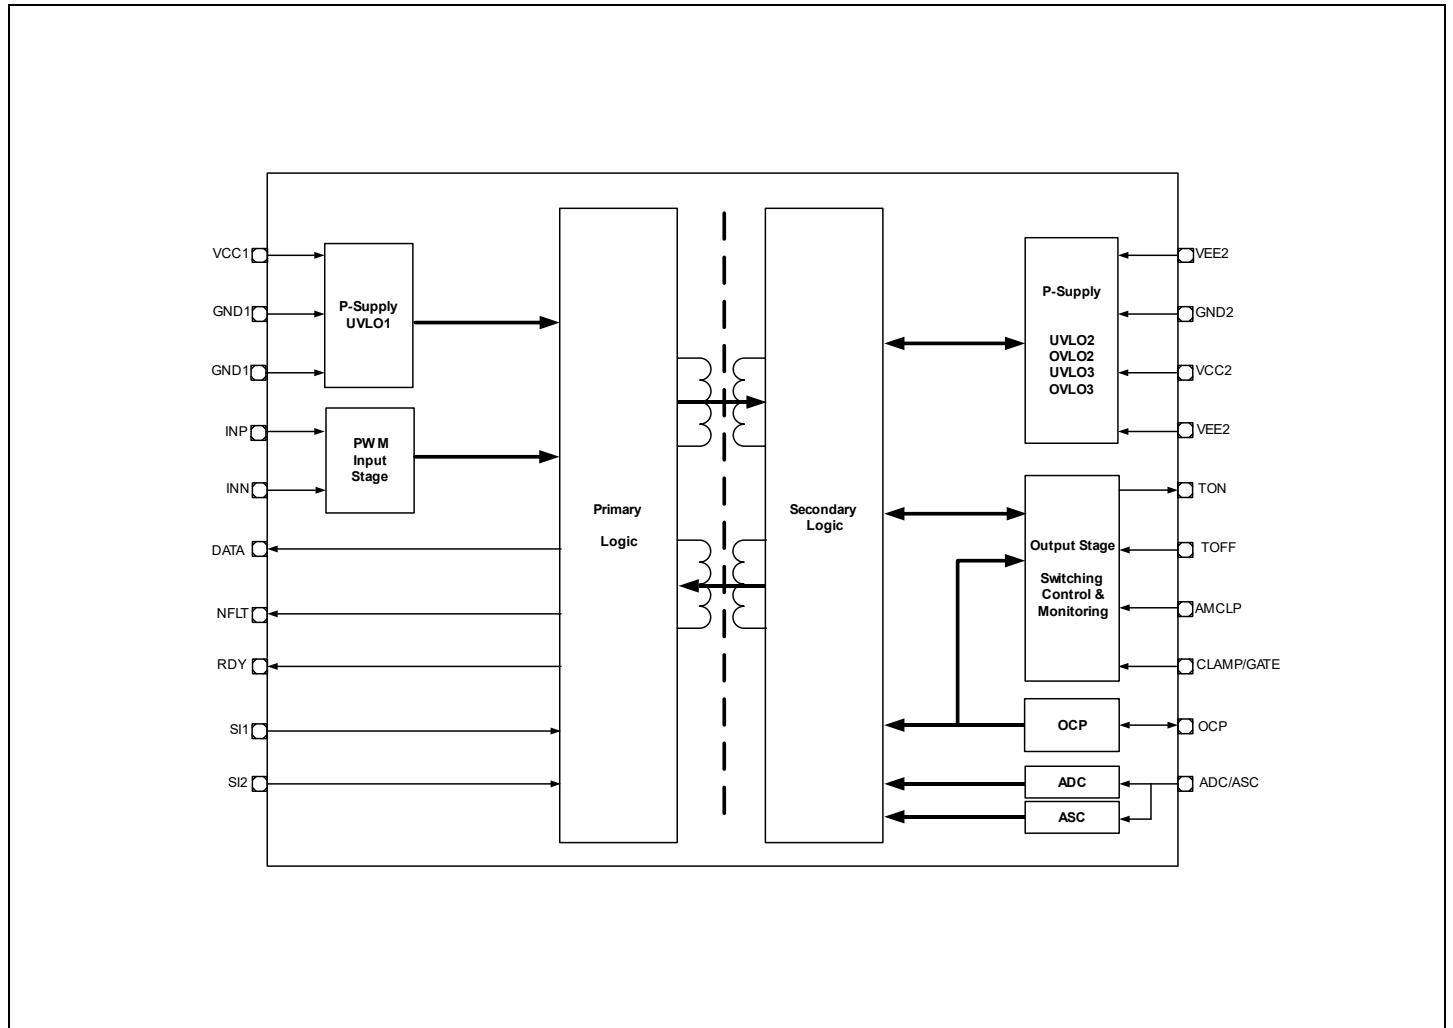 VCC1
GND1
GND1
INP
INN
DATA
NFLT
RDY
SI1
SI2
P-Supply
UVLO1
PWM
Input
Stage
Primary
Logic
Secondary
Logic
P-Supply
UVLO2
OVLO2
UVLO3
OVLO3
Output Stage
Switching
Control &
Monitoring
OCP
ADC
ASC
VEE2
GND2
VCC2
VEE2
TON
TOFF
AMCLP
CLAMP/GATE
OCP
ADC/ASC